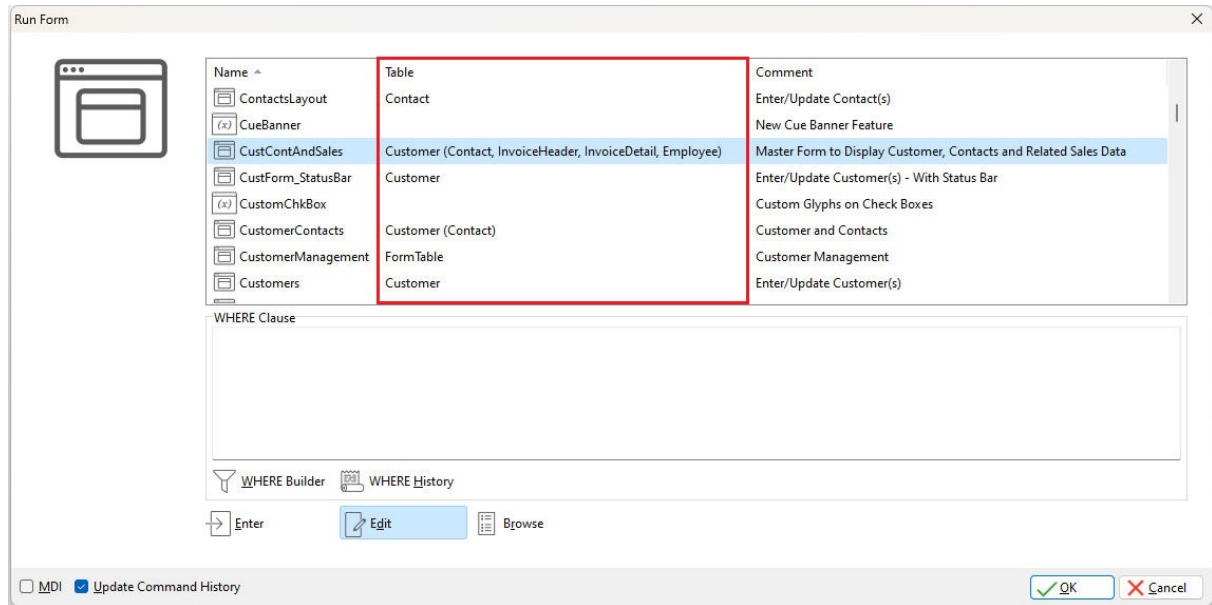 Run Form
Name Table Comment
ContactsLayout Contact Enter/Update Contact(s)
(x) CueBanner New Cue Banner Feature
CustContAndSales Customer (Contact, InvoiceHeader, InvoiceDetail, Employee) Master Form to Display Customer, Contacts and Related Sales Data
CustForm_StatusBar Customer Enter/Update Customer(s) - With Status Bar
(x) CustomChkBox Custom Glyphs on Check Boxes
CustomerContacts Customer (Contact) Customer and Contacts
CustomerManagement FormTable Customer Management
Customers Customer Enter/Update Customer(s)
WHERE Clause
WHERE Builder WHERE History
Enter Edit Browse
MDI Update Command History OK Cancel